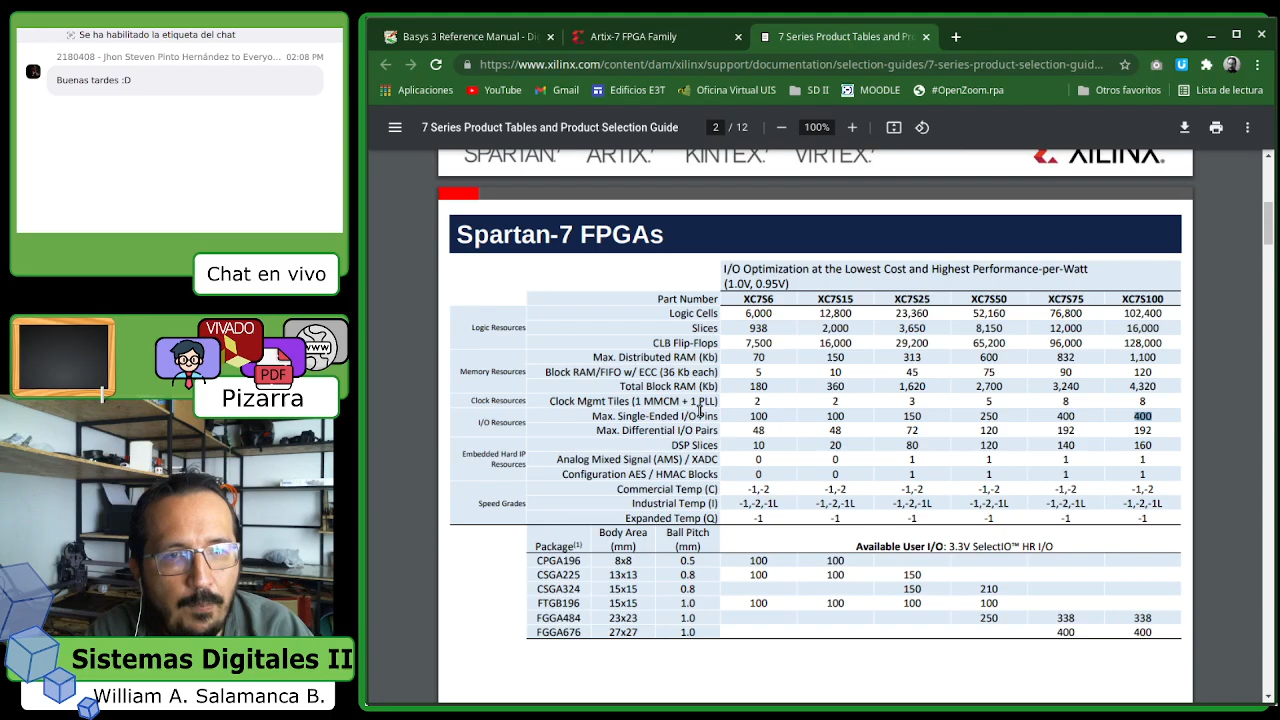 Se ha habilitado la etiqueta del chat
2180408 - Jhon Steven Pinto Hernández to Everyo... 02:08 PM
Buenas tardes :D
Chat en vivo
VIVADO
WWW
PDF
Pizarra
Sistemas Digitales II
William A. Salamanca B.
Basys 3 Reference Manual - Di
Artix-7 FPGA Family
7 Series Product Tables and Pr
https://www.xilinx.com/content/dam/xilinx/support/documentation/selection-guides/7-series-product-selection-guid...
Aplicaciones YouTube Gmail Edificios E3T Oficina Virtual UIS SD II MOODLE #OpenZoom.rpa Otros favoritos Lista de lectura
7 Series Product Tables and Product Selection Guide 2 / 12 100%
SPARTAN.7 ARTIX.7 KINTEX.7 VIRTEX.7 XILINX.
Spartan-7 FPGAs
I/O Optimization at the Lowest Cost and Highest Performance-per-Watt
(1.0V, 0.95V)
Part Number XC7S6 XC7S15 XC7S25 XC7S50 XC7S75 XC7S100
Logic Resources
Logic Cells 6,000 12,800 23,360 52,160 76,800 102,400
Slices 938 2,000 3,650 8,150 12,000 16,000
CLB Flip-Flops 7,500 16,000 29,200 65,200 96,000 128,000
Memory Resources
Max. Distributed RAM (Kb) 70 150 313 600 832 1,100
Block RAM/FIFO w/ ECC (36 Kb each) 5 10 45 75 90 120
Total Block RAM (Kb) 180 360 1,620 2,700 3,240 4,320
Clock Resources
Clock Mgmt Tiles (1 MMCM + 1 PLL) 2 2 3 5 8 8
I/O Resources
Max. Single-Ended I/O Pins 100 100 150 250 400 400
Max. Differential I/O Pairs 48 48 72 120 192 192
Embedded Hard IP
Resources
DSP Slices 10 20 80 120 140 160
Analog Mixed Signal (AMS) / XADC 0 0 1 1 1 1
Configuration AES / HMAC Blocks 0 0 1 1 1 1
Speed Grades
Commercial Temp (C) -1,-2 -1,-2 -1,-2 -1,-2 -1,-2 -1,-2
Industrial Temp (I) -1,-2,-1L -1,-2,-1L -1,-2,-1L -1,-2,-1L -1,-2,-1L -1,-2,-1L
Expanded Temp (Q) -1 -1 -1 -1 -1 -1
Package(1) Body Area (mm) Ball Pitch (mm) Available User I/O: 3.3V SelectIO™ HR I/O
CPGA196 8x8 0.5 100 100
CSGA225 13x13 0.8 100 100 150
CSGA324 15x15 0.8 150 210
FTGB196 15x15 1.0 100 100 100 100
FGGA484 23x23 1.0 250 338 338
FGGA676 27x27 1.0 400 400